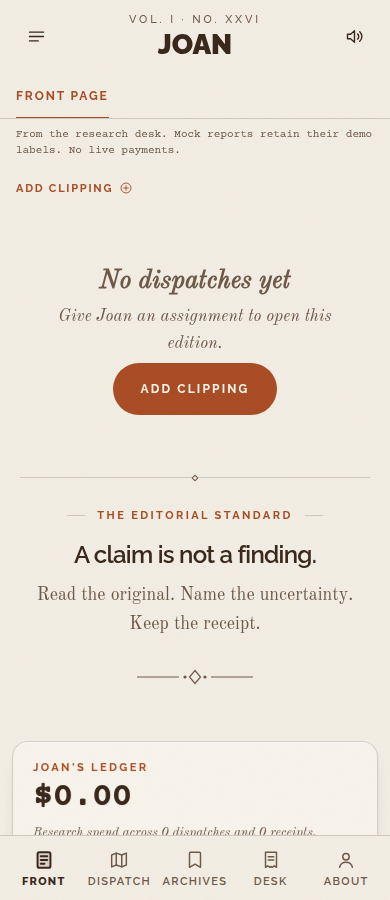 VOL. I · NO. XXVI
JOAN
FRONT PAGE
From the research desk. Mock reports retain their demo
labels. No live payments.
ADD CLIPPING
No dispatches yet
Give Joan an assignment to open this
edition.
ADD CLIPPING
THE EDITORIAL STANDARD
A claim is not a finding.
Read the original. Name the uncertainty.
Keep the receipt.
JOAN'S LEDGER
$0.00
Research spend across 0 dispatches and 0 receipts.
FRONT
DISPATCH
ARCHIVES
DESK
ABOUT